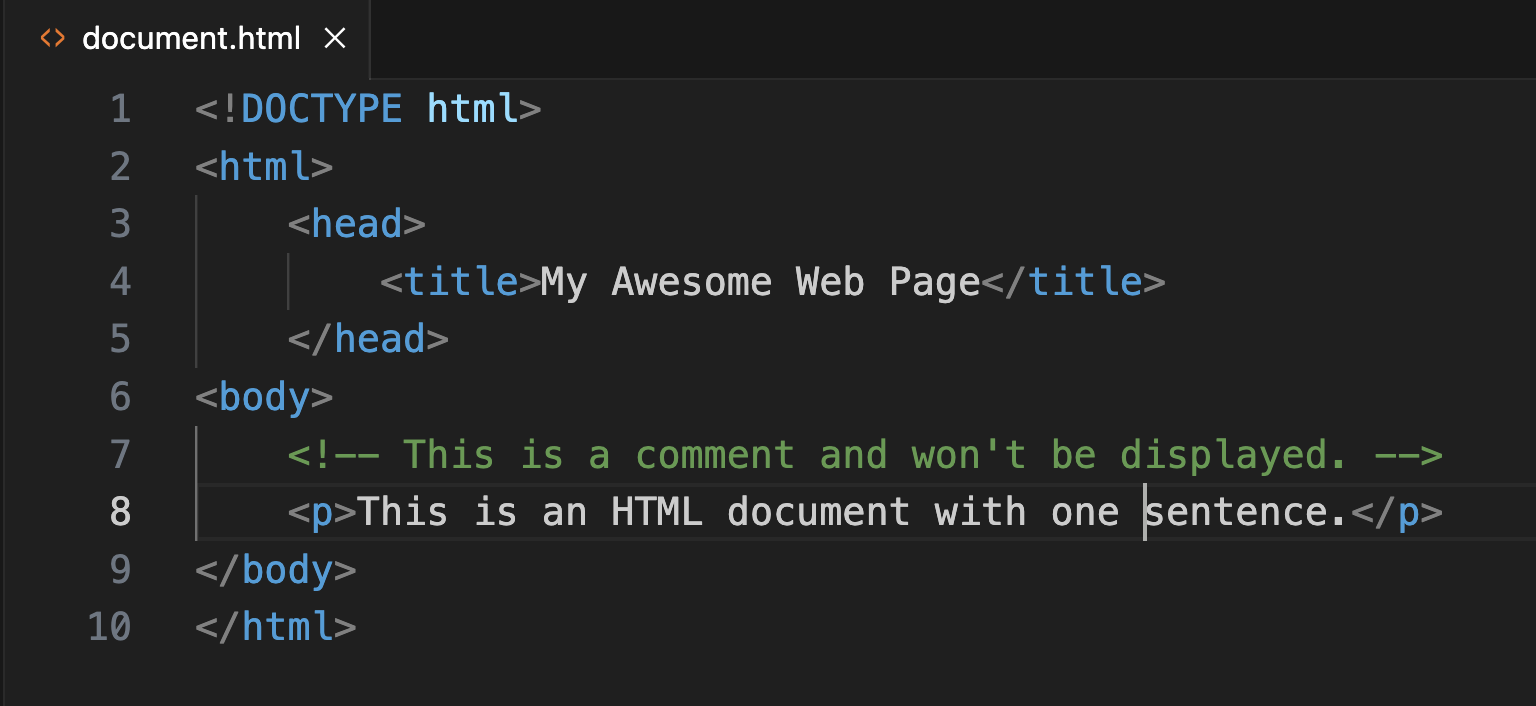 <> document.html ×
1 <!DOCTYPE html>
2 <html>
3     <head>
4         <title>My Awesome Web Page</title>
5     </head>
6 <body>
7     <!-- This is a comment and won't be displayed. -->
8     <p>This is an HTML document with one sentence.</p>
9 </body>
10 </html>